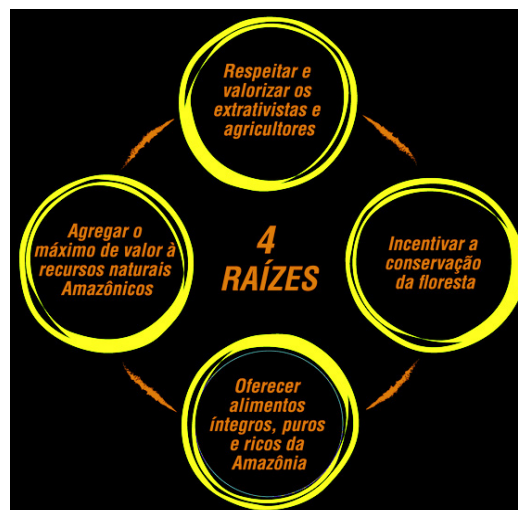 Respeitar e
valorizar os
extrativistas e
agricultores
Agregar o
máximo de valor à
recursos naturais
Amazônicos
4
RAÍZES
Incentivar a
conservação
da floresta
Oferecer
alimentos
íntegros, puros
e ricos da
Amazônia